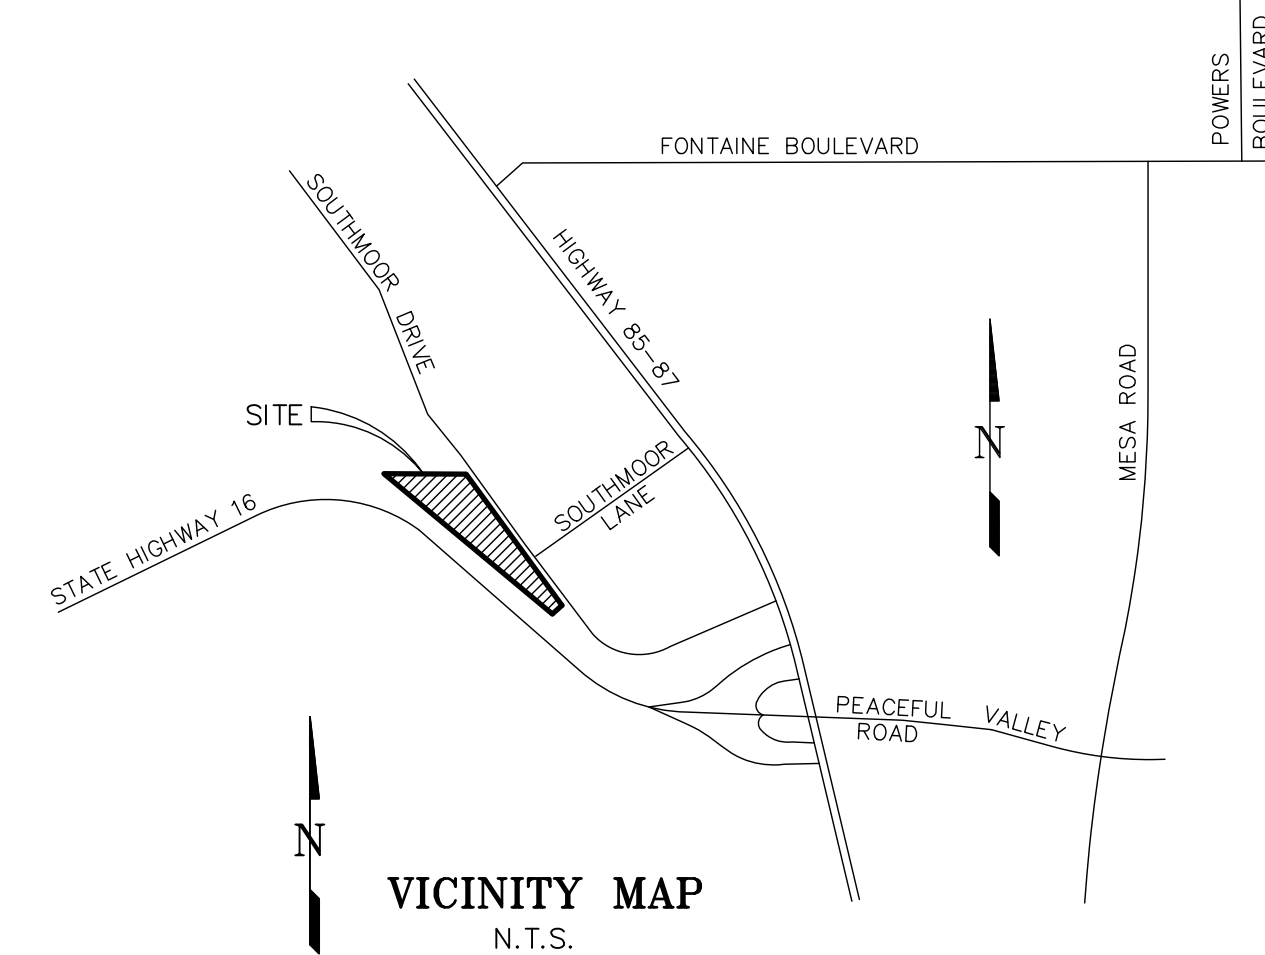 POWERS
BOULEVARD
FONTAINE BOULEVARD
SOUTHMOOR DRIVE
HIGHWAY 85-87
MESA ROAD
SITE
N
SOUTHMOOR
LANE
STATE HIGHWAY 16
PEACEFUL VALLEY
ROAD
N
VICINITY MAP
N.T.S.